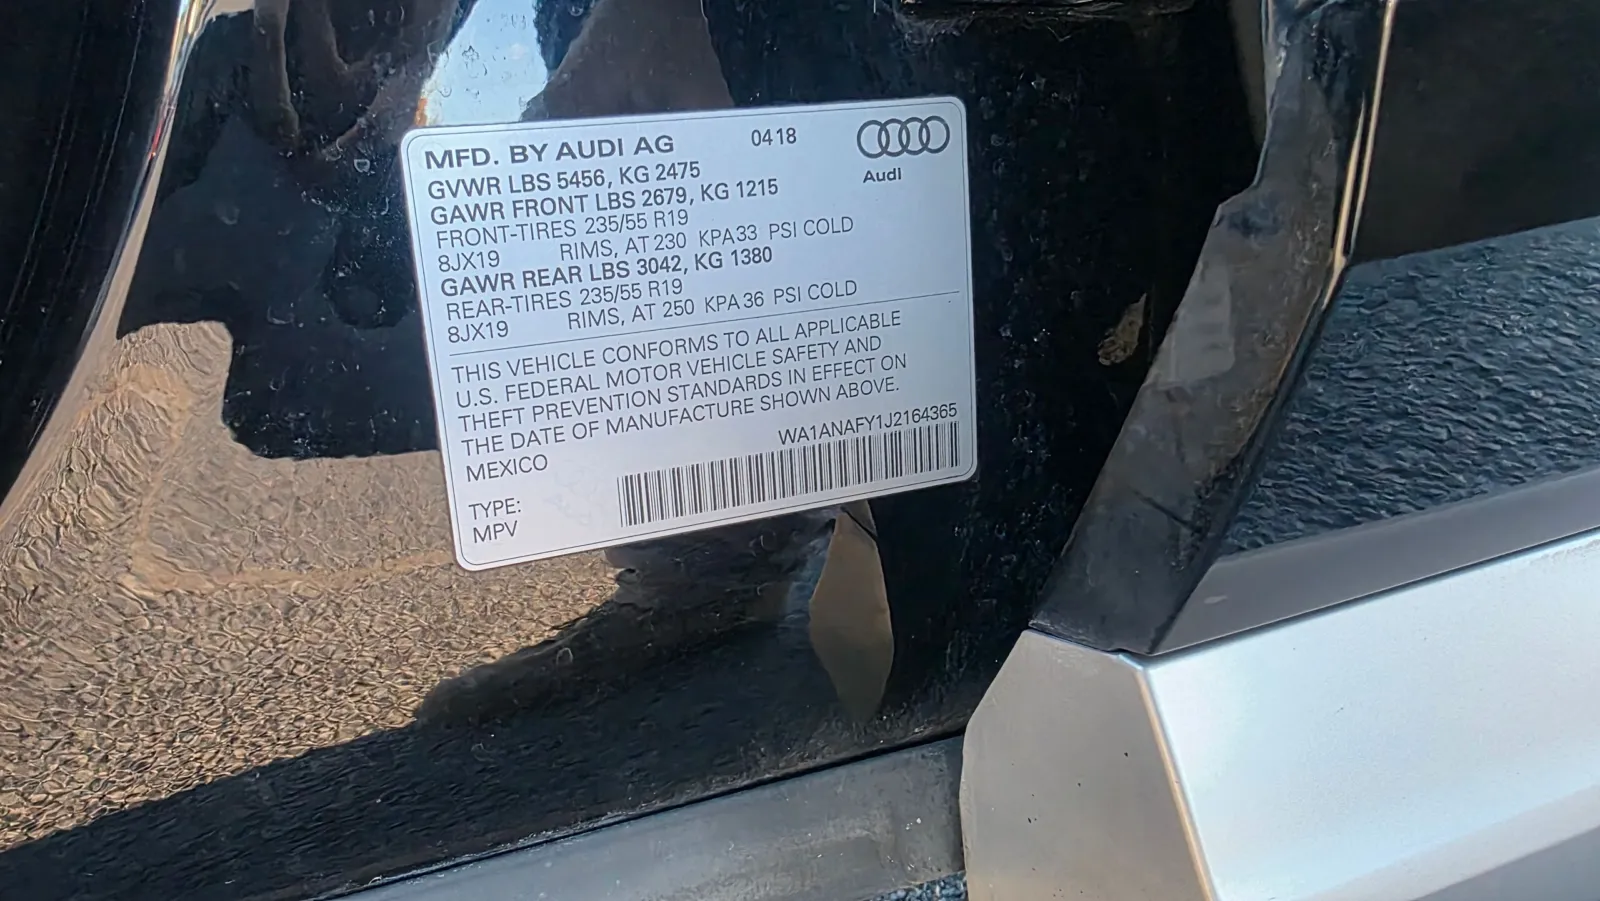 MFD. BY AUDI AG 0418
Audi
GVWR LBS 5456, KG 2475
GAWR FRONT LBS 2679, KG 1215
FRONT-TIRES 235/55 R19
8JX19 RIMS, AT 230 KPA 33 PSI COLD
GAWR REAR LBS 3042, KG 1380
REAR-TIRES 235/55 R19
8JX19 RIMS, AT 250 KPA 36 PSI COLD
THIS VEHICLE CONFORMS TO ALL APPLICABLE
U.S. FEDERAL MOTOR VEHICLE SAFETY AND
THEFT PREVENTION STANDARDS IN EFFECT ON
THE DATE OF MANUFACTURE SHOWN ABOVE.
WA1ANAFY1J2164365
MEXICO
TYPE:
MPV